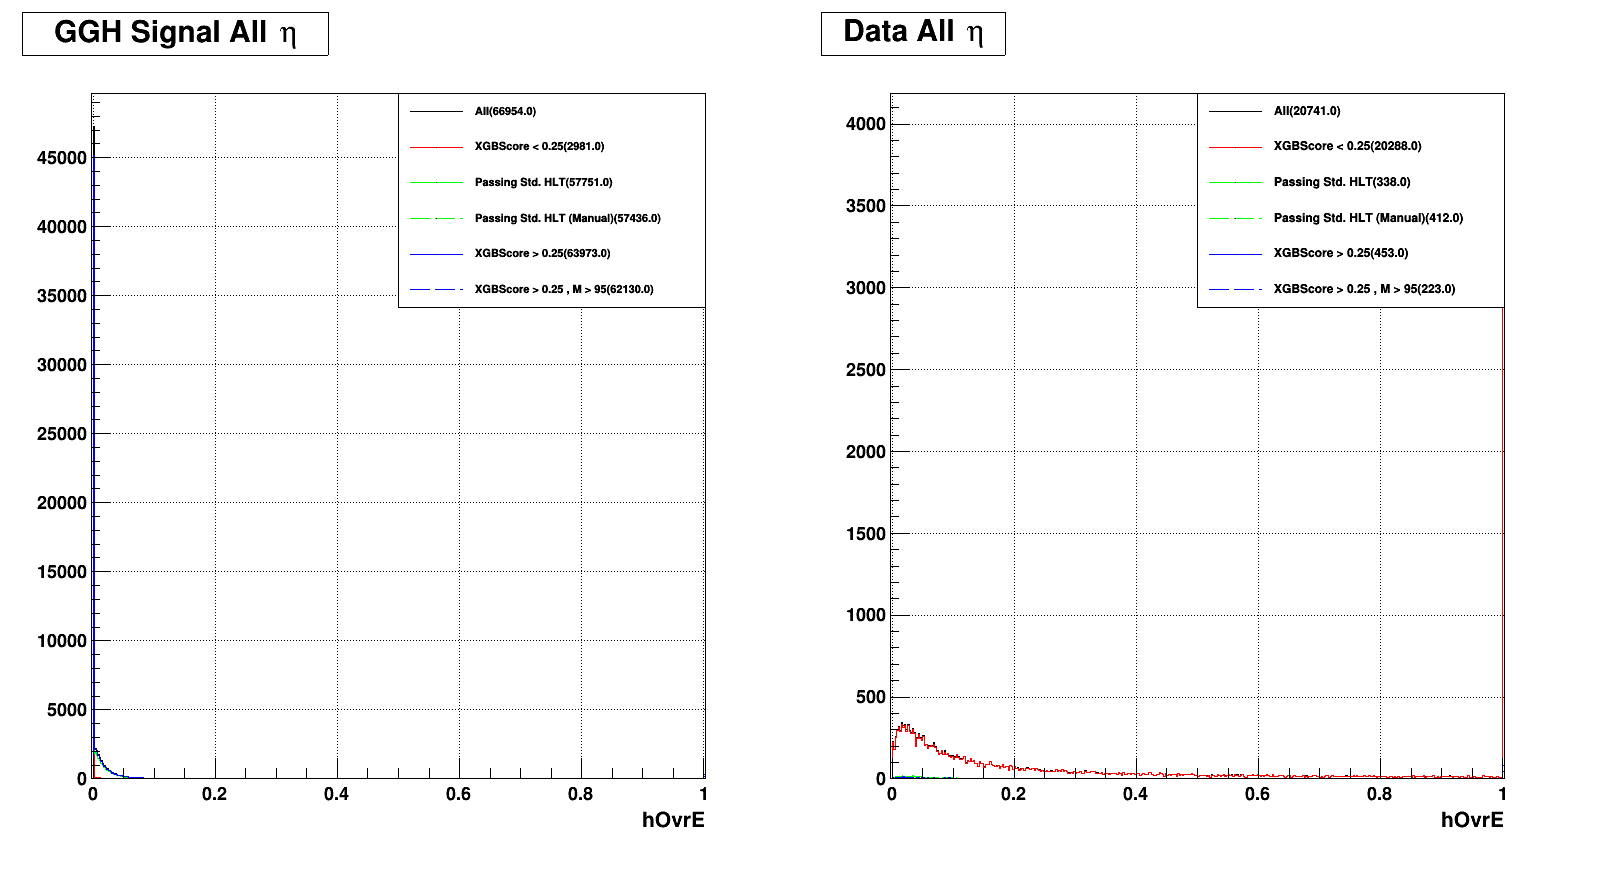 GGH Signal All η
All(66954.0)
XGBScore < 0.25(2981.0)
Passing Std. HLT(57751.0)
Passing Std. HLT (Manual)(57436.0)
XGBScore > 0.25(63973.0)
XGBScore > 0.25 , M > 95(62130.0)
45000
40000
35000
30000
25000
20000
15000
10000
5000
0
0 0.2 0.4 0.6 0.8 1
hOvrE
Data All η
All(20741.0)
XGBScore < 0.25(20288.0)
Passing Std. HLT(338.0)
Passing Std. HLT (Manual)(412.0)
XGBScore > 0.25(453.0)
XGBScore > 0.25 , M > 95(223.0)
4000
3500
3000
2500
2000
1500
1000
500
0
0 0.2 0.4 0.6 0.8 1
hOvrE